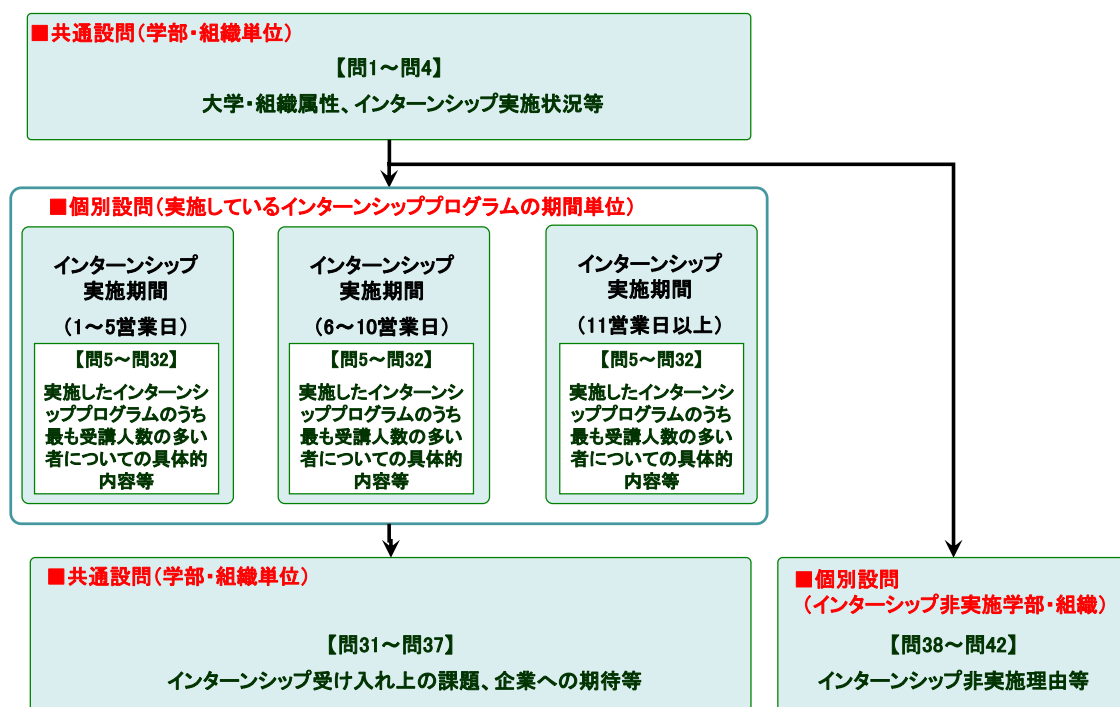 ■共通設問(学部・組織単位)
【問1～問4】
大学・組織属性、インターンシップ実施状況等
■個別設問(実施しているインターンシッププログラムの期間単位)
インターンシップ
実施期間
(1～5営業日)
【問5～問32】
実施したインターンシ
ッププログラムのうち
最も受講人数の多い
者についての具体的
内容等
インターンシップ
実施期間
(6～10営業日)
【問5～問32】
実施したインターンシ
ッププログラムのうち
最も受講人数の多い
者についての具体的
内容等
インターンシップ
実施期間
(11営業日以上)
【問5～問32】
実施したインターンシ
ッププログラムのうち
最も受講人数の多い
者についての具体的
内容等
■共通設問(学部・組織単位)
【問31～問37】
インターンシップ受け入れ上の課題、企業への期待等
■個別設問
(インターシップ非実施学部・組織)
【問38～問42】
インターンシップ非実施理由等